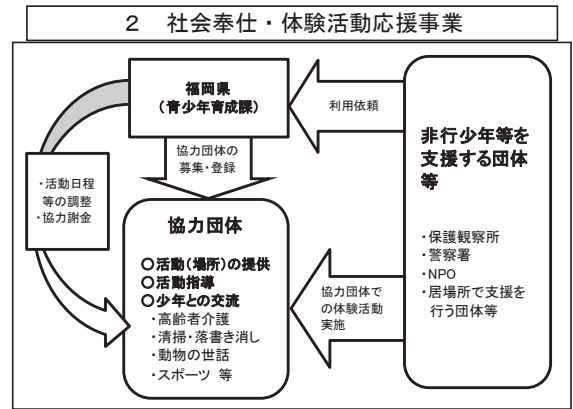 ２　社会奉仕・体験活動応援事業
福岡県
（青少年育成課）
利用依頼
非行少年等を
支援する団体
等
・保護観察所
・警察署
・NPO
・居場所で支援を
行う団体等
協力団体の
募集・登録
・活動日程
等の調整
・協力謝金
協力団体
○活動（場所）の提供
○活動指導
○少年との交流
・高齢者介護
・清掃・落書き消し
・動物の世話
・スポーツ 等
協力団体で
の体験活動
実施